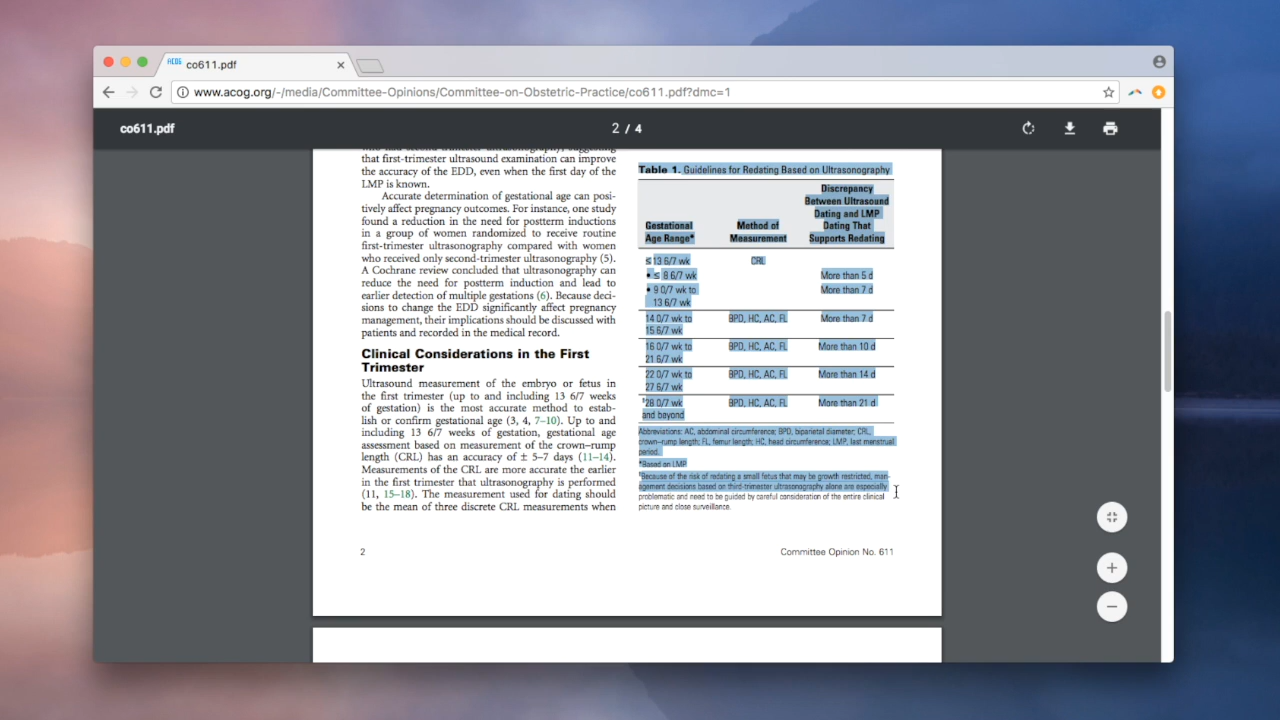 ACOG
co611.pdf
www.acog.org/-/media/Committee-Opinions/Committee-on-Obstetric-Practice/co611.pdf?dmc=1
co611.pdf
2 / 4
that first-trimester ultrasound examination can improve
the accuracy of the EDD, even when the first day of the
LMP is known.
Accurate determination of gestational age can posi-
tively affect pregnancy outcomes. For instance, one study
found a reduction in the need for postterm inductions
in a group of women randomized to receive routine
first-trimester ultrasonography compared with women
who received only second-trimester ultrasonography (5).
A Cochrane review concluded that ultrasonography can
reduce the need for postterm induction and lead to
earlier detection of multiple gestations (6). Because deci-
sions to change the EDD significantly affect pregnancy
management, their implications should be discussed with
patients and recorded in the medical record.
Clinical Considerations in the First
Trimester
Ultrasound measurement of the embryo or fetus in
the first trimester (up to and including 13 6/7 weeks
of gestation) is the most accurate method to estab-
lish or confirm gestational age (3, 4, 7–10). Up to and
including 13 6/7 weeks of gestation, gestational age
assessment based on measurement of the crown–rump
length (CRL) has an accuracy of ± 5–7 days (11–14).
Measurements of the CRL are more accurate the earlier
in the first trimester that ultrasonography is performed
(11, 15–18). The measurement used for dating should
be the mean of three discrete CRL measurements when
Table 1. Guidelines for Redating Based on Ultrasonography
Discrepancy
Between Ultrasound
Dating and LMP
Gestational Method of Dating That
Age Range* Measurement Supports Redating
≤ 13 6/7 wk CRL
• ≤ 8 6/7 wk More than 5 d
• 9 0/7 wk to More than 7 d
13 6/7 wk
14 0/7 wk to BPD, HC, AC, FL More than 7 d
15 6/7 wk
16 0/7 wk to BPD, HC, AC, FL More than 10 d
21 6/7 wk
22 0/7 wk to BPD, HC, AC, FL More than 14 d
27 6/7 wk
†28 0/7 wk BPD, HC, AC, FL More than 21 d
and beyond
Abbreviations: AC, abdominal circumference; BPD, biparietal diameter; CRL,
crown–rump length; FL, femur length; HC, head circumference; LMP, last menstrual
period.
*Based on LMP
†Because of the risk of redating a small fetus that may be growth restricted, man-
agement decisions based on third-trimester ultrasonography alone are especially
problematic and need to be guided by careful consideration of the entire clinical
picture and close surveillance.
2
Committee Opinion No. 611